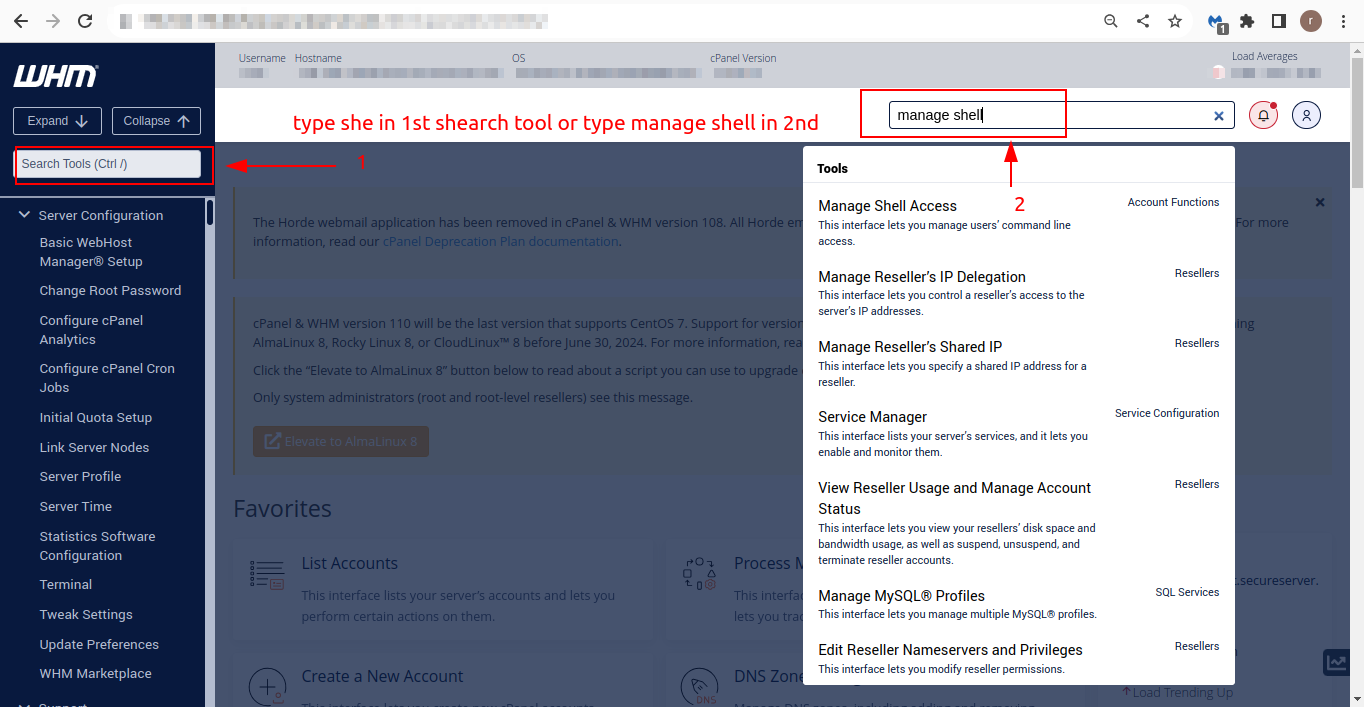 r
1
WHM
Username Hostname OS cPanel Version Load Averages
Expand Collapse
type she in 1st shearch tool or type manage shell in 2nd
manage shell
Search Tools (Ctrl /)
1
2
Server Configuration
Basic WebHost
Manager® Setup
Change Root Password
Configure cPanel
Analytics
Configure cPanel Cron
Jobs
Initial Quota Setup
Link Server Nodes
Server Profile
Server Time
Statistics Software
Configuration
Terminal
Tweak Settings
Update Preferences
WHM Marketplace
Support
The Horde webmail application has been removed in cPanel & WHM version 108. All Horde em
For more
information, read our cPanel Deprecation Plan documentation.
cPanel & WHM version 110 will be the last version that supports CentOS 7. Support for version
ing
AlmaLinux 8, Rocky Linux 8, or CloudLinux™ 8 before June 30, 2024. For more information, rea
Click the “Elevate to AlmaLinux 8” button below to read about a script you can use to upgrade
Only system administrators (root and root-level resellers) see this message.
Elevate to AlmaLinux 8
Favorites
List Accounts
This interface lists your server’s accounts and lets you
perform certain actions on them.
Process M
This inte
lets you trac
Create a New Account
DNS Zone
DNS
t.secureserver.
Load Trending Up
Tools
Manage Shell Access
Account Functions
This interface lets you manage users’ command line
access.
Manage Reseller’s IP Delegation
Resellers
This interface lets you control a reseller’s access to the
server’s IP addresses.
Manage Reseller’s Shared IP
Resellers
This interface lets you specify a shared IP address for a
reseller.
Service Manager
Service Configuration
This interface lists your server’s services, and it lets you
enable and monitor them.
View Reseller Usage and Manage Account
Status
Resellers
This interface lets you view your resellers’ disk space and
bandwidth usage, as well as suspend, unsuspend, and
terminate reseller accounts.
Manage MySQL® Profiles
SQL Services
This interface lets you manage multiple MySQL® profiles.
Edit Reseller Nameservers and Privileges
Resellers
This interface lets you modify reseller permissions.